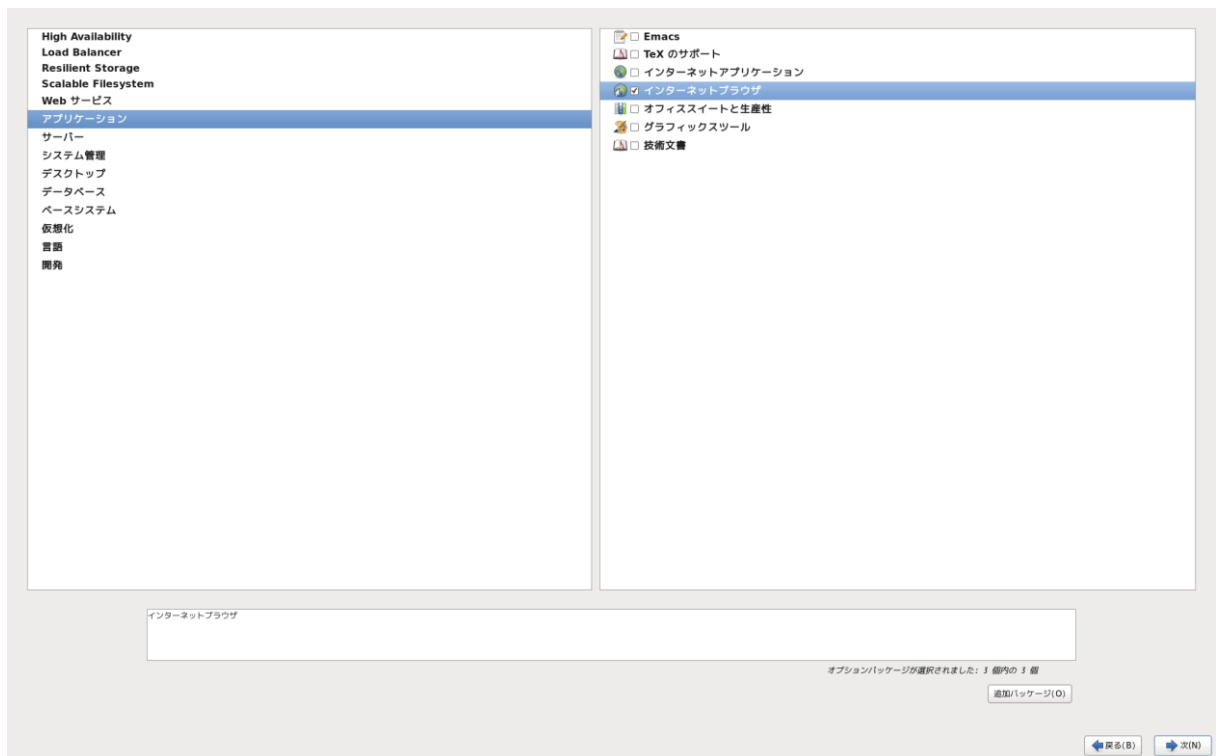 High Availability
Load Balancer
Resilient Storage
Scalable Filesystem
Web サービス
アプリケーション
サーバー
システム管理
デスクトップ
データベース
ベースシステム
仮想化
言語
開発
Emacs
TeX のサポート
インターネットアプリケーション
インターネットブラウザ
オフィススイートと生産性
グラフィックスツール
技術文書
インターネットブラウザ
オプションパッケージが選択されました: 3 個内の 3 個
追加パッケージ(O)
戻る(B)
次(N)